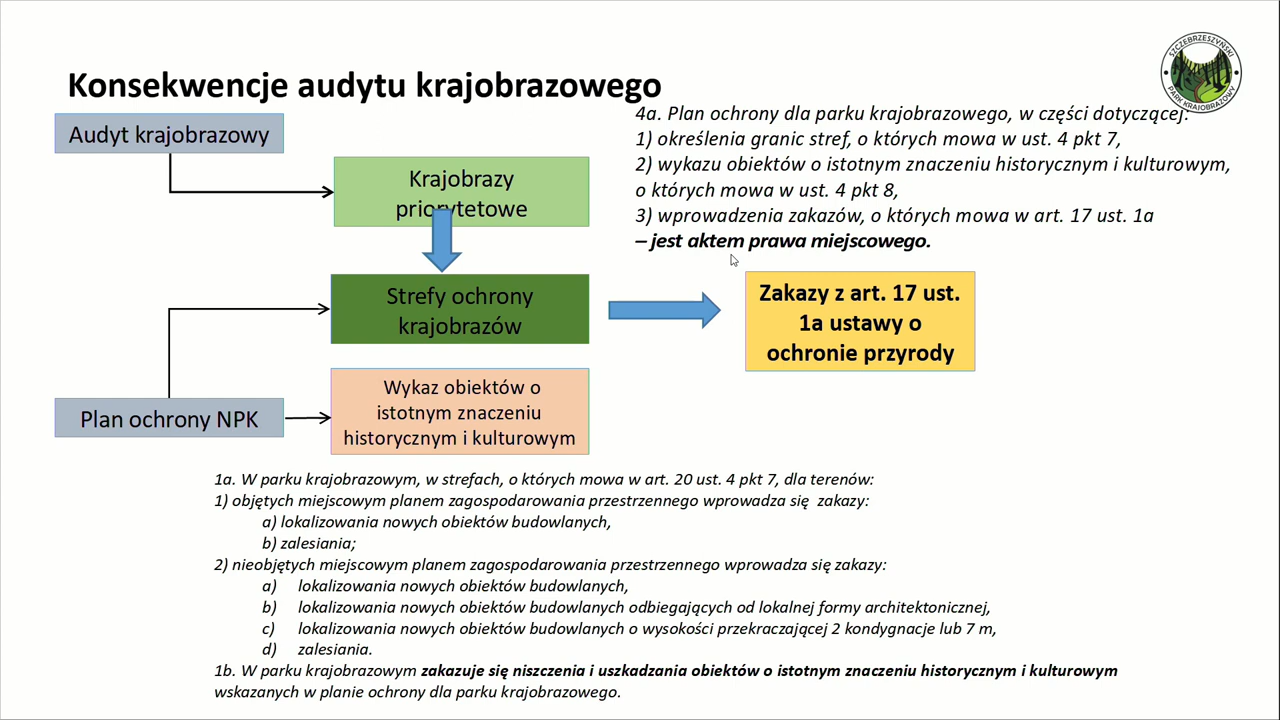 SZCZEBRZESZYŃSKI
PARK KRAJOBRAZOWY
Konsekwencje audytu krajobrazowego
Audyt krajobrazowy
Krajobrazy
priorytetowe
4a. Plan ochrony dla parku krajobrazowego, w części dotyczącej:
1) określenia granic stref, o których mowa w ust. 4 pkt 7,
2) wykazu obiektów o istotnym znaczeniu historycznym i kulturowym,
o których mowa w ust. 4 pkt 8,
3) wprowadzenia zakazów, o których mowa w art. 17 ust. 1a
– jest aktem prawa miejscowego.
Strefy ochrony
krajobrazów
Zakazy z art. 17 ust.
1a ustawy o
ochronie przyrody
Plan ochrony NPK
Wykaz obiektów o
istotnym znaczeniu
historycznym i kulturowym
1a. W parku krajobrazowym, w strefach, o których mowa w art. 20 ust. 4 pkt 7, dla terenów:
1) objętych miejscowym planem zagospodarowania przestrzennego wprowadza się zakazy:
a) lokalizowania nowych obiektów budowlanych,
b) zalesiania;
2) nieobjętych miejscowym planem zagospodarowania przestrzennego wprowadza się zakazy:
a) lokalizowania nowych obiektów budowlanych,
b) lokalizowania nowych obiektów budowlanych odbiegających od lokalnej formy architektonicznej,
c) lokalizowania nowych obiektów budowlanych o wysokości przekraczającej 2 kondygnacje lub 7 m,
d) zalesiania.
1b. W parku krajobrazowym zakazuje się niszczenia i uszkadzania obiektów o istotnym znaczeniu historycznym i kulturowym
wskazanych w planie ochrony dla parku krajobrazowego.